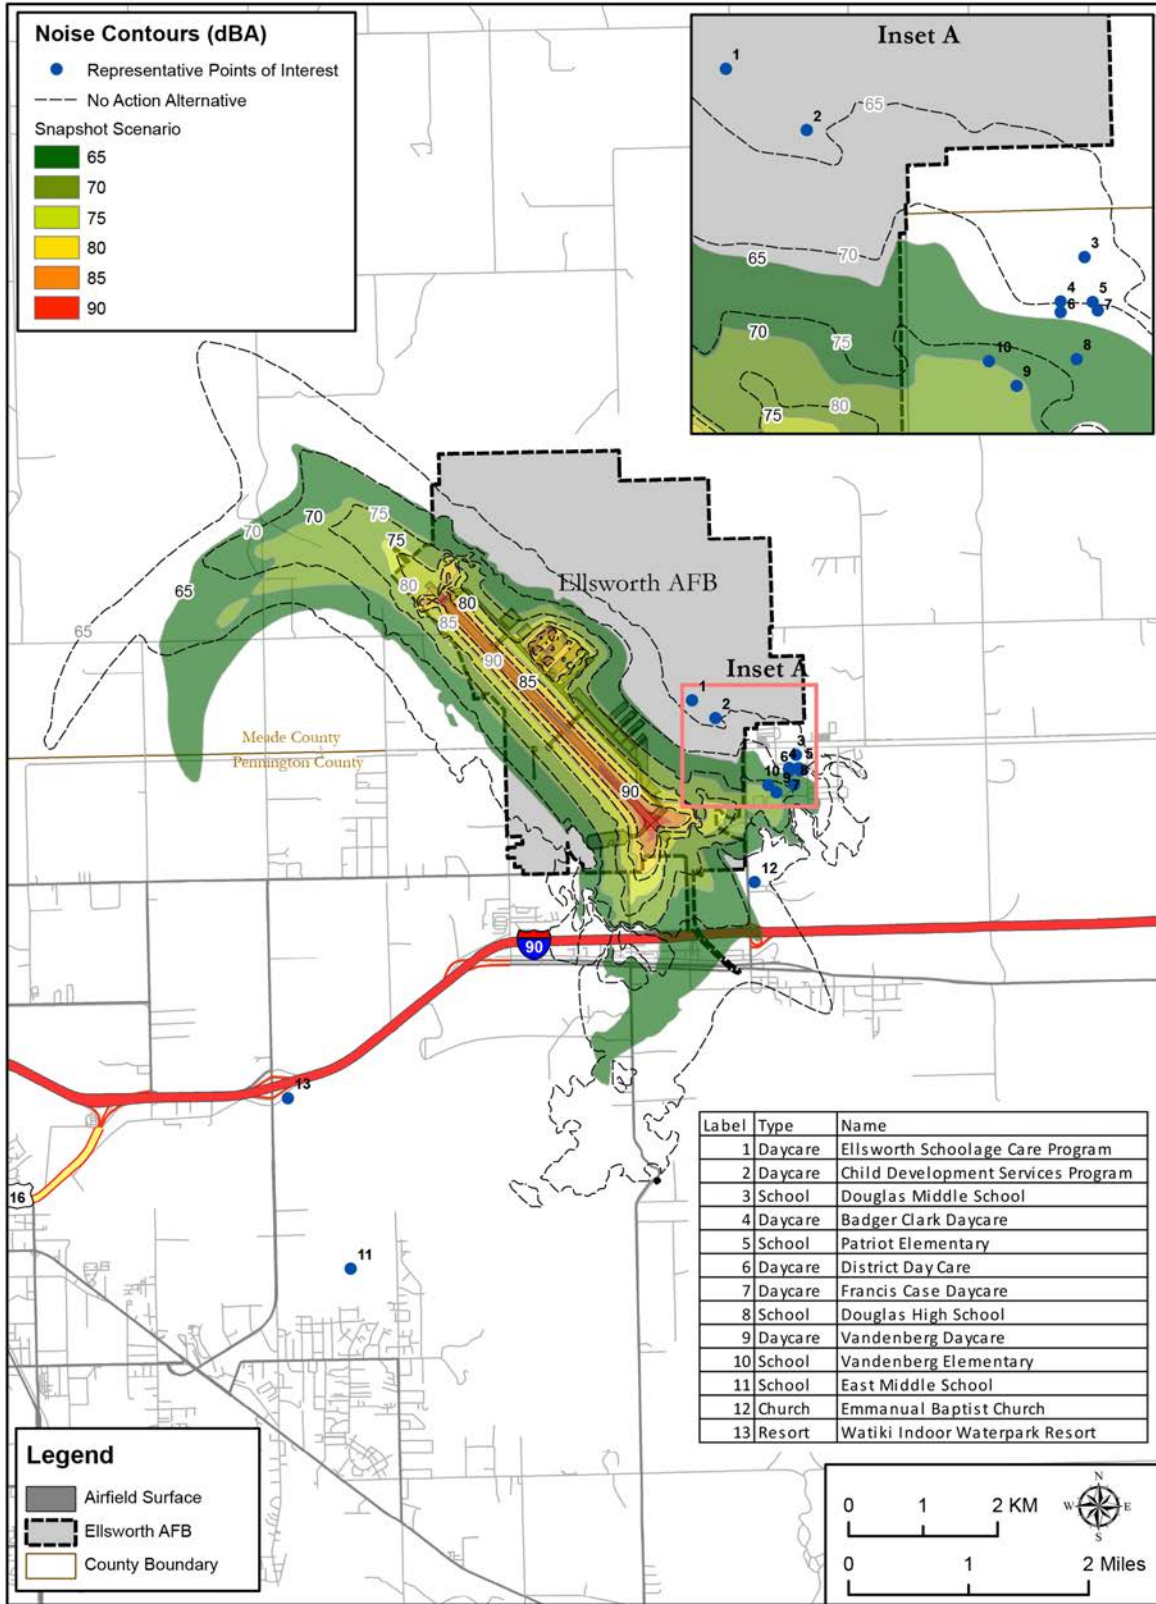 Noise Contours (dBA)
Representative Points of Interest
No Action Alternative
Snapshot Scenario
65
70
75
80
85
90
Inset A
1
2
65
3
70
65
4 5
6 7
75
70
8
10
9
80
75
75
70
70
75
80
65
80
85
65
90
85
90
Ellsworth AFB
Inset A
1
2
3
6 4 5
8
10 9
7
12
Meade County
Pennington County
90
13
16
11
Label Type Name
1 Daycare Ellsworth Schoolage Care Program
2 Daycare Child Development Services Program
3 School Douglas Middle School
4 Daycare Badger Clark Daycare
5 School Patriot Elementary
6 Daycare District Day Care
7 Daycare Francis Case Daycare
8 School Douglas High School
9 Daycare Vandenberg Daycare
10 School Vandenberg Elementary
11 School East Middle School
12 Church Emmanual Baptist Church
13 Resort Watiki Indoor Waterpark Resort
Legend
Airfield Surface
Ellsworth AFB
County Boundary
0 1 2 KM
N
W E
S
0 1 2 Miles